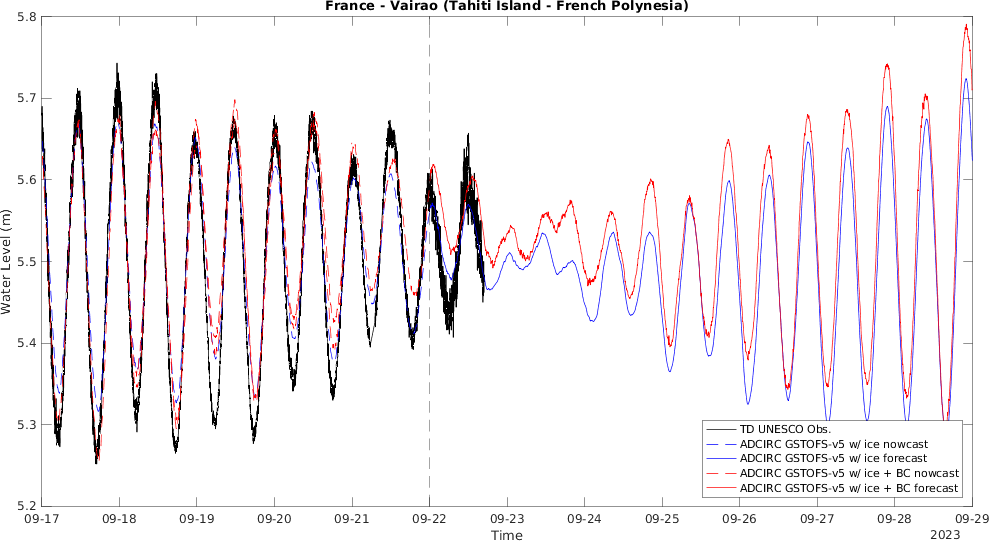 France - Vairao (Tahiti Island - French Polynesia)
5.8
5.7
5.6
5.5
5.4
5.3
5.2
Water Level (m)
TD UNESCO Obs.
ADCIRC GSTOFS-v5 w/ ice nowcast
ADCIRC GSTOFS-v5 w/ ice forecast
ADCIRC GSTOFS-v5 w/ ice + BC nowcast
ADCIRC GSTOFS-v5 w/ ice + BC forecast
09-17 09-18 09-19 09-20 09-21 09-22 09-23 09-24 09-25 09-26 09-27 09-28 09-29
Time 2023